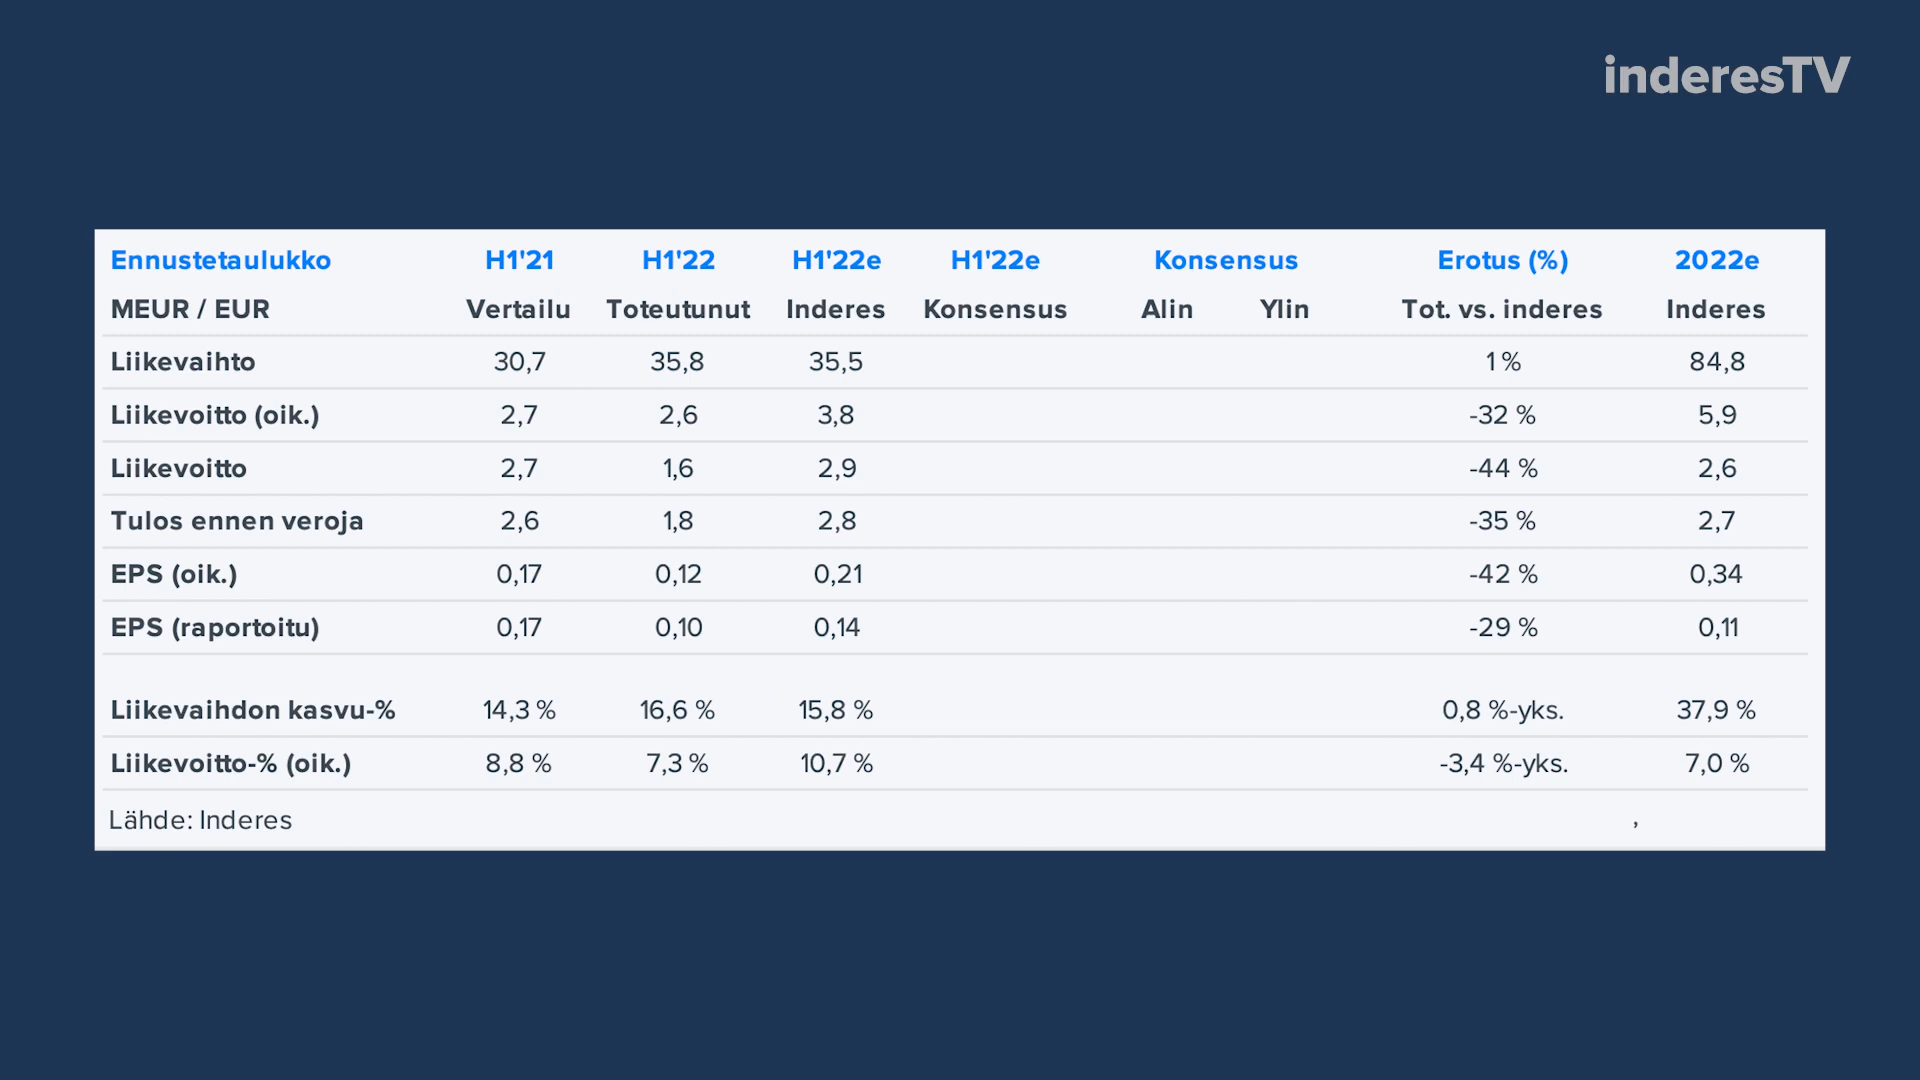 inderesTV
Ennustetaulukko H1'21 H1'22 H1'22e H1'22e Konsensus Erotus (%) 2022e
MEUR / EUR Vertailu Toteutunut Inderes Konsensus Alin Ylin Tot. vs. inderes Inderes
Liikevaihto 30,7 35,8 35,5 1 % 84,8
Liikevoitto (oik.) 2,7 2,6 3,8 -32 % 5,9
Liikevoitto 2,7 1,6 2,9 -44 % 2,6
Tulos ennen veroja 2,6 1,8 2,8 -35 % 2,7
EPS (oik.) 0,17 0,12 0,21 -42 % 0,34
EPS (raportoitu) 0,17 0,10 0,14 -29 % 0,11
Liikevaihdon kasvu-% 14,3 % 16,6 % 15,8 % 0,8 %-yks. 37,9 %
Liikevoitto-% (oik.) 8,8 % 7,3 % 10,7 % -3,4 %-yks. 7,0 %
Lähde: Inderes ,